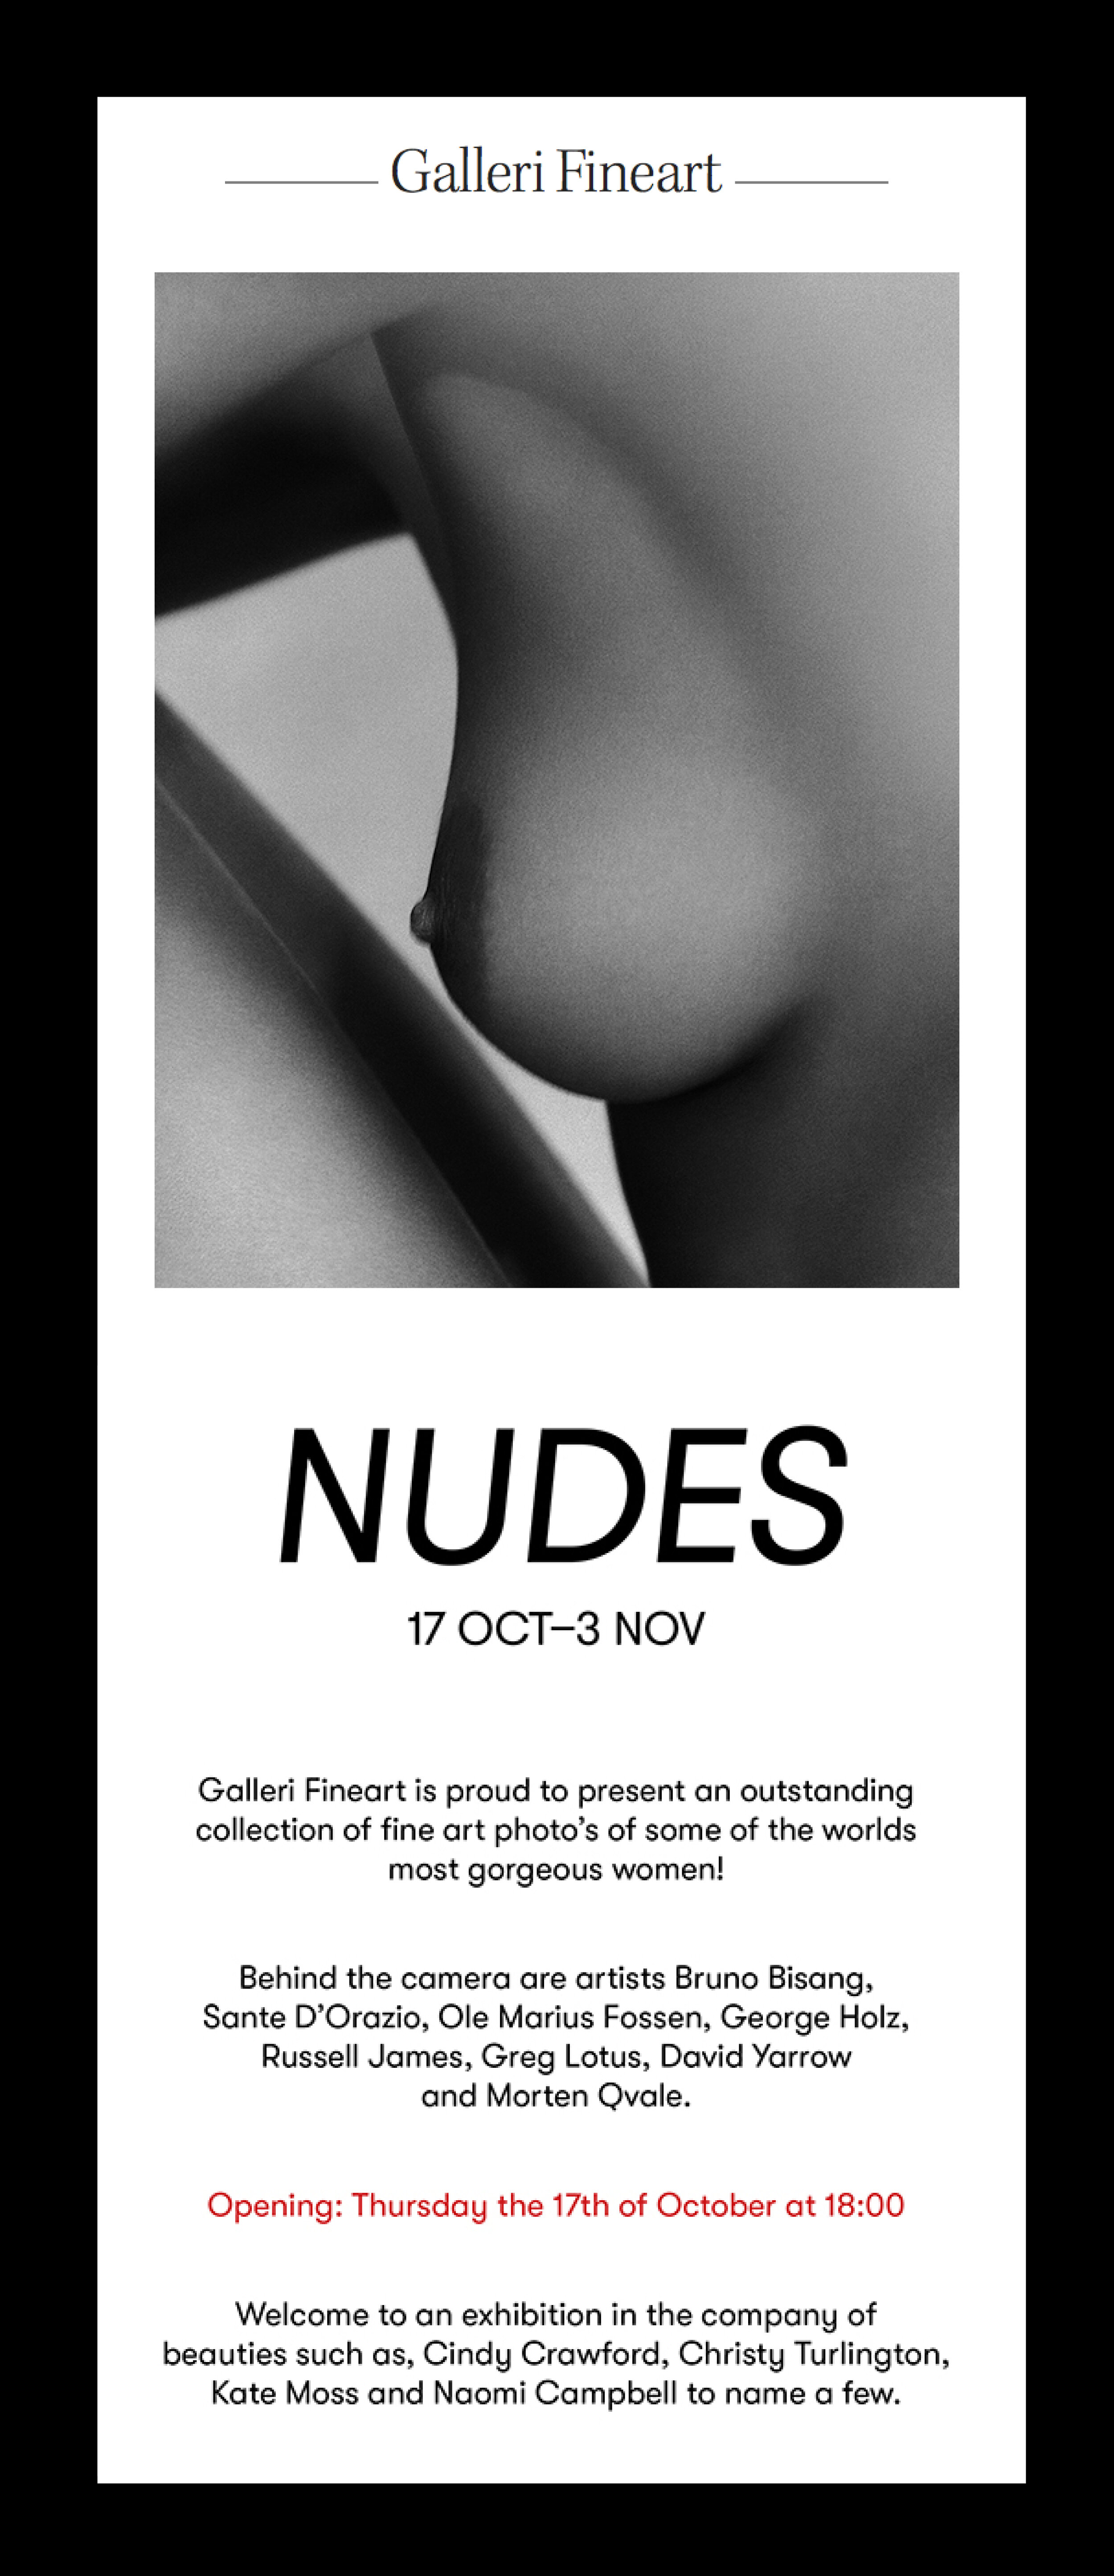 Galleri Fineart
NUDES
17 OCT–3 NOV
Galleri Fineart is proud to present an outstanding
collection of fine art photo’s of some of the worlds
most gorgeous women!
Behind the camera are artists Bruno Bisang,
Sante D’Orazio, Ole Marius Fossen, George Holz,
Russell James, Greg Lotus, David Yarrow
and Morten Qvale.
Opening: Thursday the 17th of October at 18:00
Welcome to an exhibition in the company of
beauties such as, Cindy Crawford, Christy Turlington,
Kate Moss and Naomi Campbell to name a few.